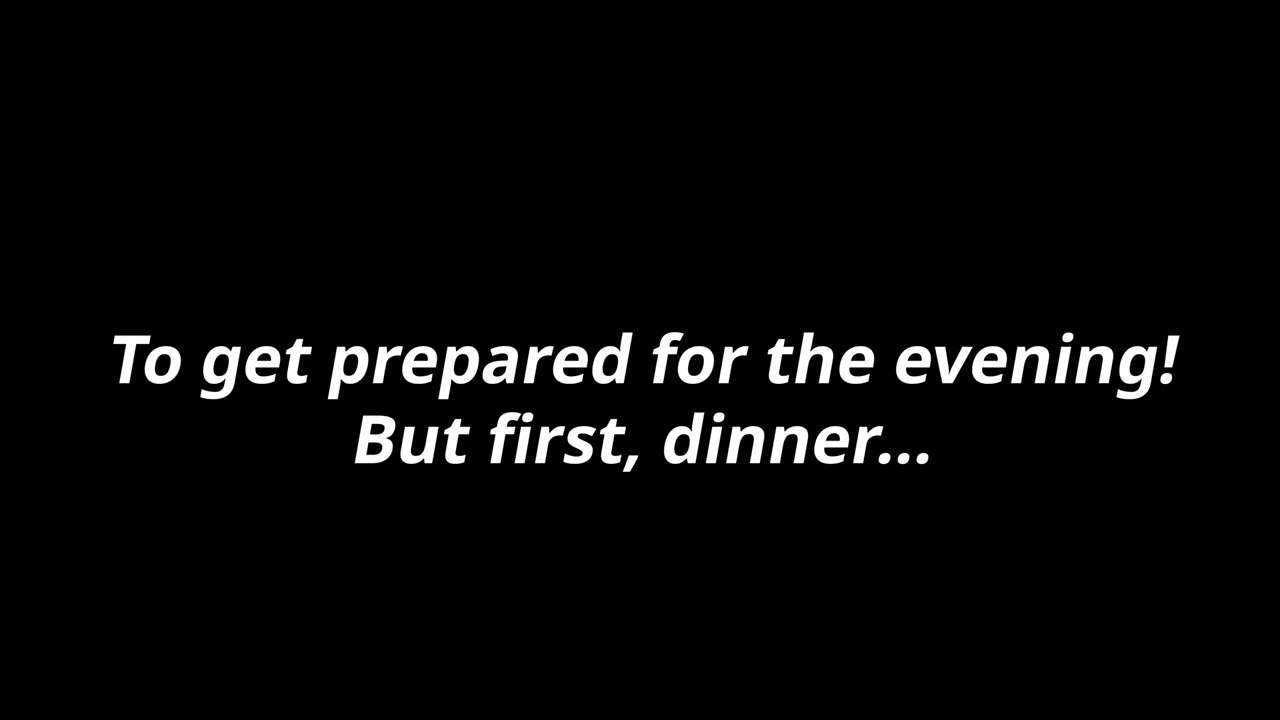 To get prepared for the evening!
But first, dinner...